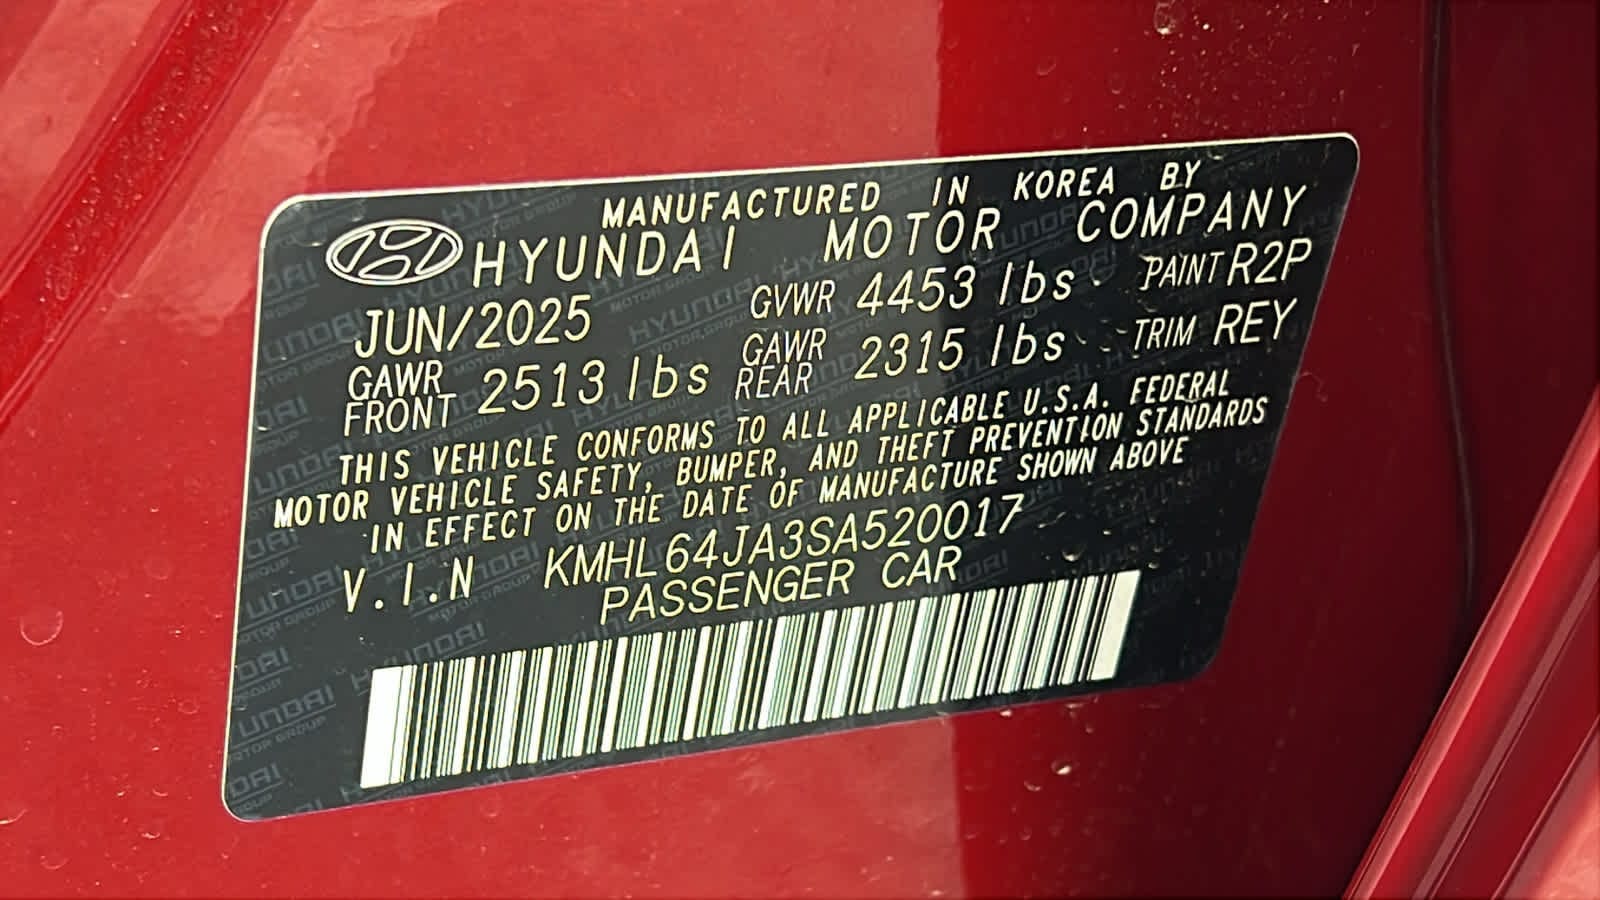 MANUFACTURED IN KOREA BY
HYUNDAI MOTOR COMPANY
JUN/2025 GVWR 4453 lbs PAINT R2P
GAWR FRONT 2513 lbs GAWR REAR 2315 lbs TRIM REY
THIS VEHICLE CONFORMS TO ALL APPLICABLE U.S.A. FEDERAL
MOTOR VEHICLE SAFETY, BUMPER, AND THEFT PREVENTION STANDARDS
IN EFFECT ON THE DATE OF MANUFACTURE SHOWN ABOVE
V.I.N KMHL64JA3SA520017
PASSENGER CAR